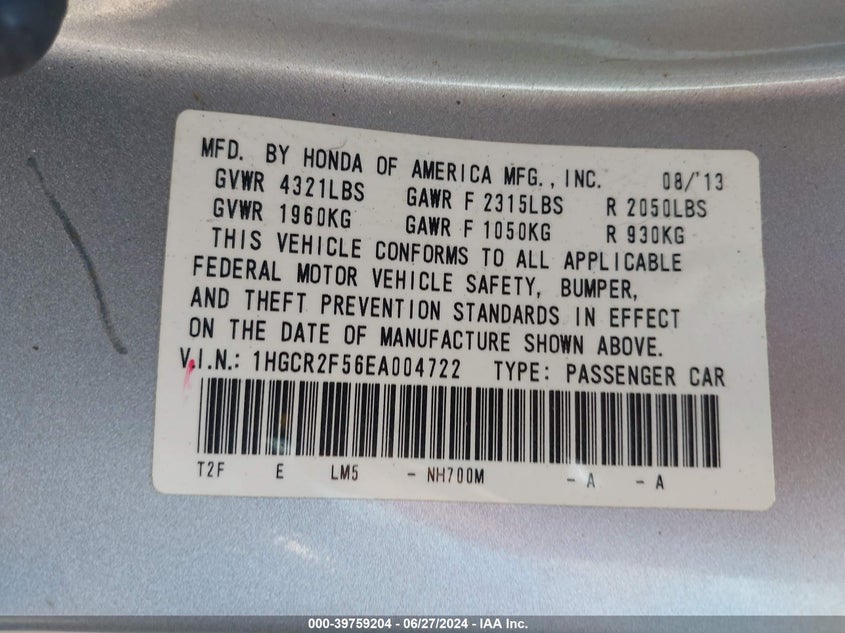 MFD. BY HONDA OF AMERICA MFG., INC. 08/'13
GVWR 4321LBS GAWR F 2315LBS R 2050LBS
GVWR 1960KG GAWR F 1050KG R 930KG
THIS VEHICLE CONFORMS TO ALL APPLICABLE
FEDERAL MOTOR VEHICLE SAFETY, BUMPER,
AND THEFT PREVENTION STANDARDS IN EFFECT
ON THE DATE OF MANUFACTURE SHOWN ABOVE.
V.I.N.: 1HGCR2F56EA004722 TYPE: PASSENGER CAR
T2F E LM5 - NH700M - A - A
000-39759204 - 06/27/2024 - IAA Inc.